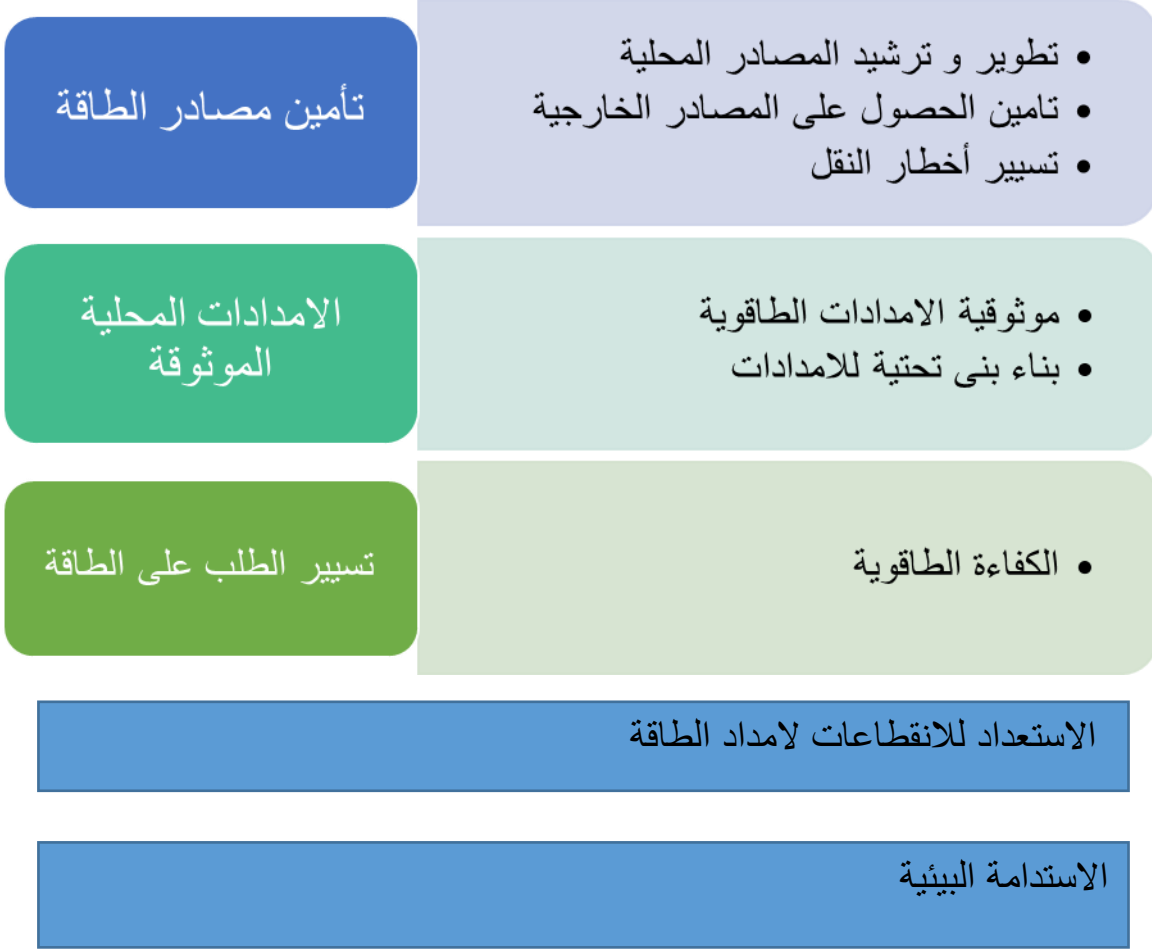 تأمين مصادر الطاقة
• تطوير و ترشيد المصادر المحلية
• تامين الحصول على المصادر الخارجية
• تسيير أخطار النقل
الامدادات المحلية
الموثوقة
• موثوقية الامدادات الطاقوية
• بناء بنى تحتية للامدادات
تسيير الطلب على الطاقة
• الكفاءة الطاقوية
الاستعداد للانقطاعات لامداد الطاقة
الاستدامة البيئية